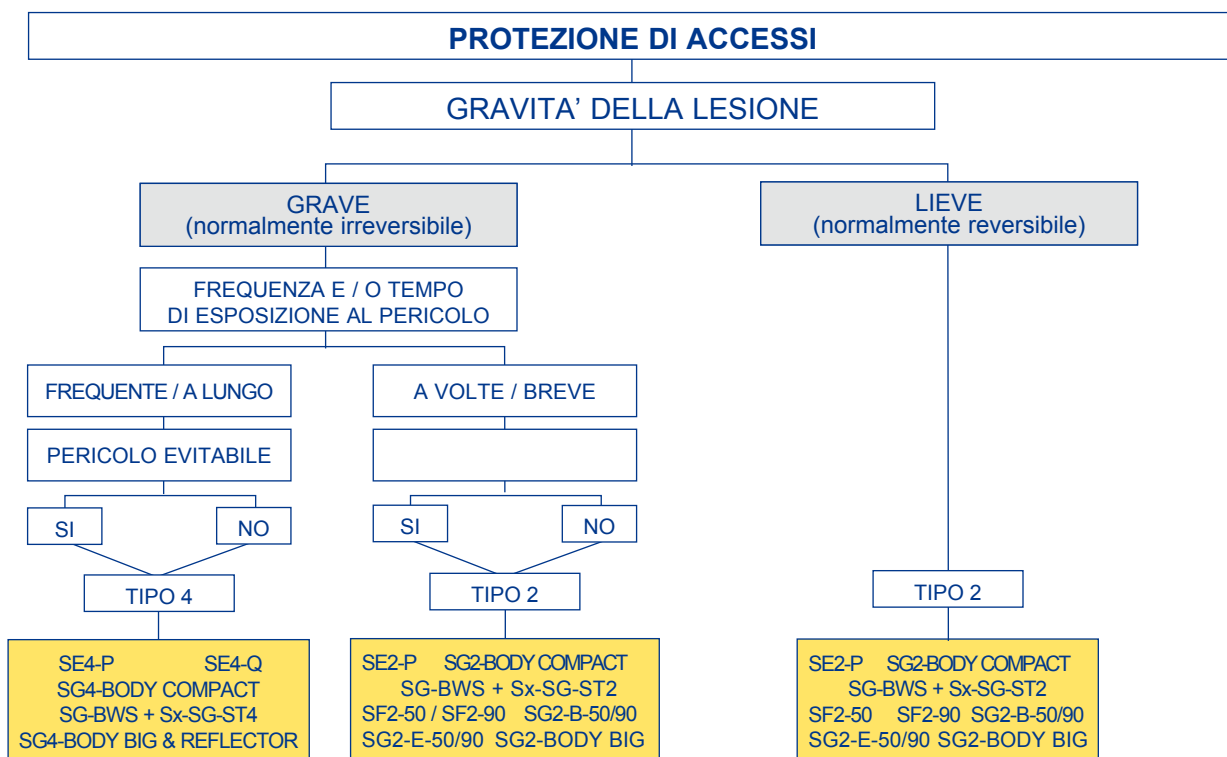 PROTEZIONE DI ACCESSI
GRAVITA' DELLA LESIONE
GRAVE
(normalmente irreversibile)
LIEVE
(normalmente reversibile)
FREQUENZA E / O TEMPO
DI ESPOSIZIONE AL PERICOLO
FREQUENTE / A LUNGO
A VOLTE / BREVE
PERICOLO EVITABILE
SI
NO
SI
NO
TIPO 4
TIPO 2
TIPO 2
SE4-P SE4-Q
SG4-BODY COMPACT
SG-BWS + Sx-SG-ST4
SG4-BODY BIG & REFLECTOR
SE2-P SG2-BODY COMPACT
SG-BWS + Sx-SG-ST2
SF2-50 / SF2-90 SG2-B-50/90
SG2-E-50/90 SG2-BODY BIG
SE2-P SG2-BODY COMPACT
SG-BWS + Sx-SG-ST2
SF2-50 SF2-90 SG2-B-50/90
SG2-E-50/90 SG2-BODY BIG